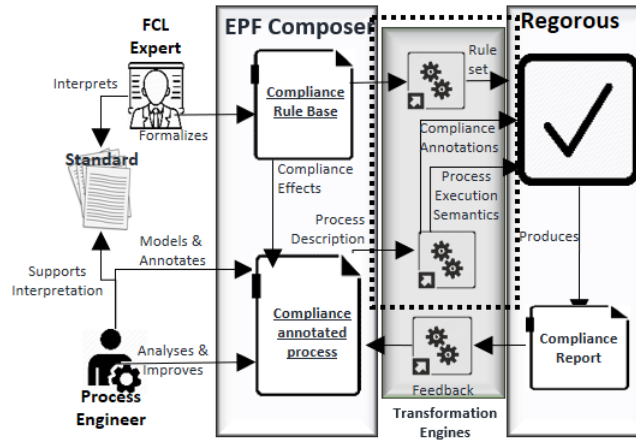 FCL
Expert
EPF Composer
Regorous
Interprets
Formalizes
Standard
Compliance
Rule Base
Rule
set
Compliance
Annotations
Compliance
Effects
Process
Execution
Semantics
Process
Description
Models &
Annotates
Supports
Interpretation
Produces
Compliance
annotated
process
Compliance
Report
Analyses &
Improves
Process
Engineer
Feedback
Transformation
Engines